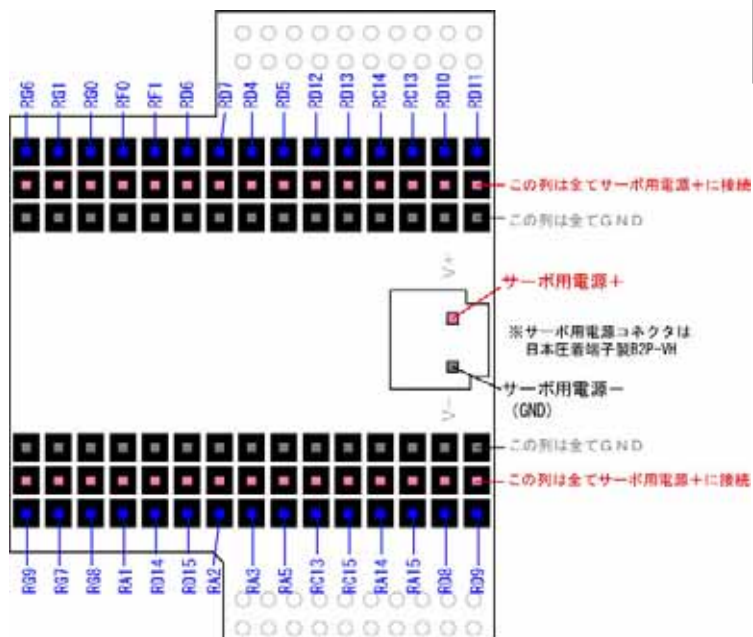 RG6 RG1 RG0 RF0 RF1 RD6 RD7 RD4 RD5 RD12 RD13 RC14 RC13 RD10 RD11
この列は全てサーボ用電源+に接続
この列は全てGND
V+
サーボ用電源+
※サーボ用電源コネクタは
日本圧着端子製B2P-VH
サーボ用電源-
(GND)
V-
この列は全てGND
この列は全てサーボ用電源+に接続
RG9 RG7 RG8 RA1 RD14 RD15 RA2 RA3 RA5 RC13 RC15 RA14 RA15 RD8 RD9